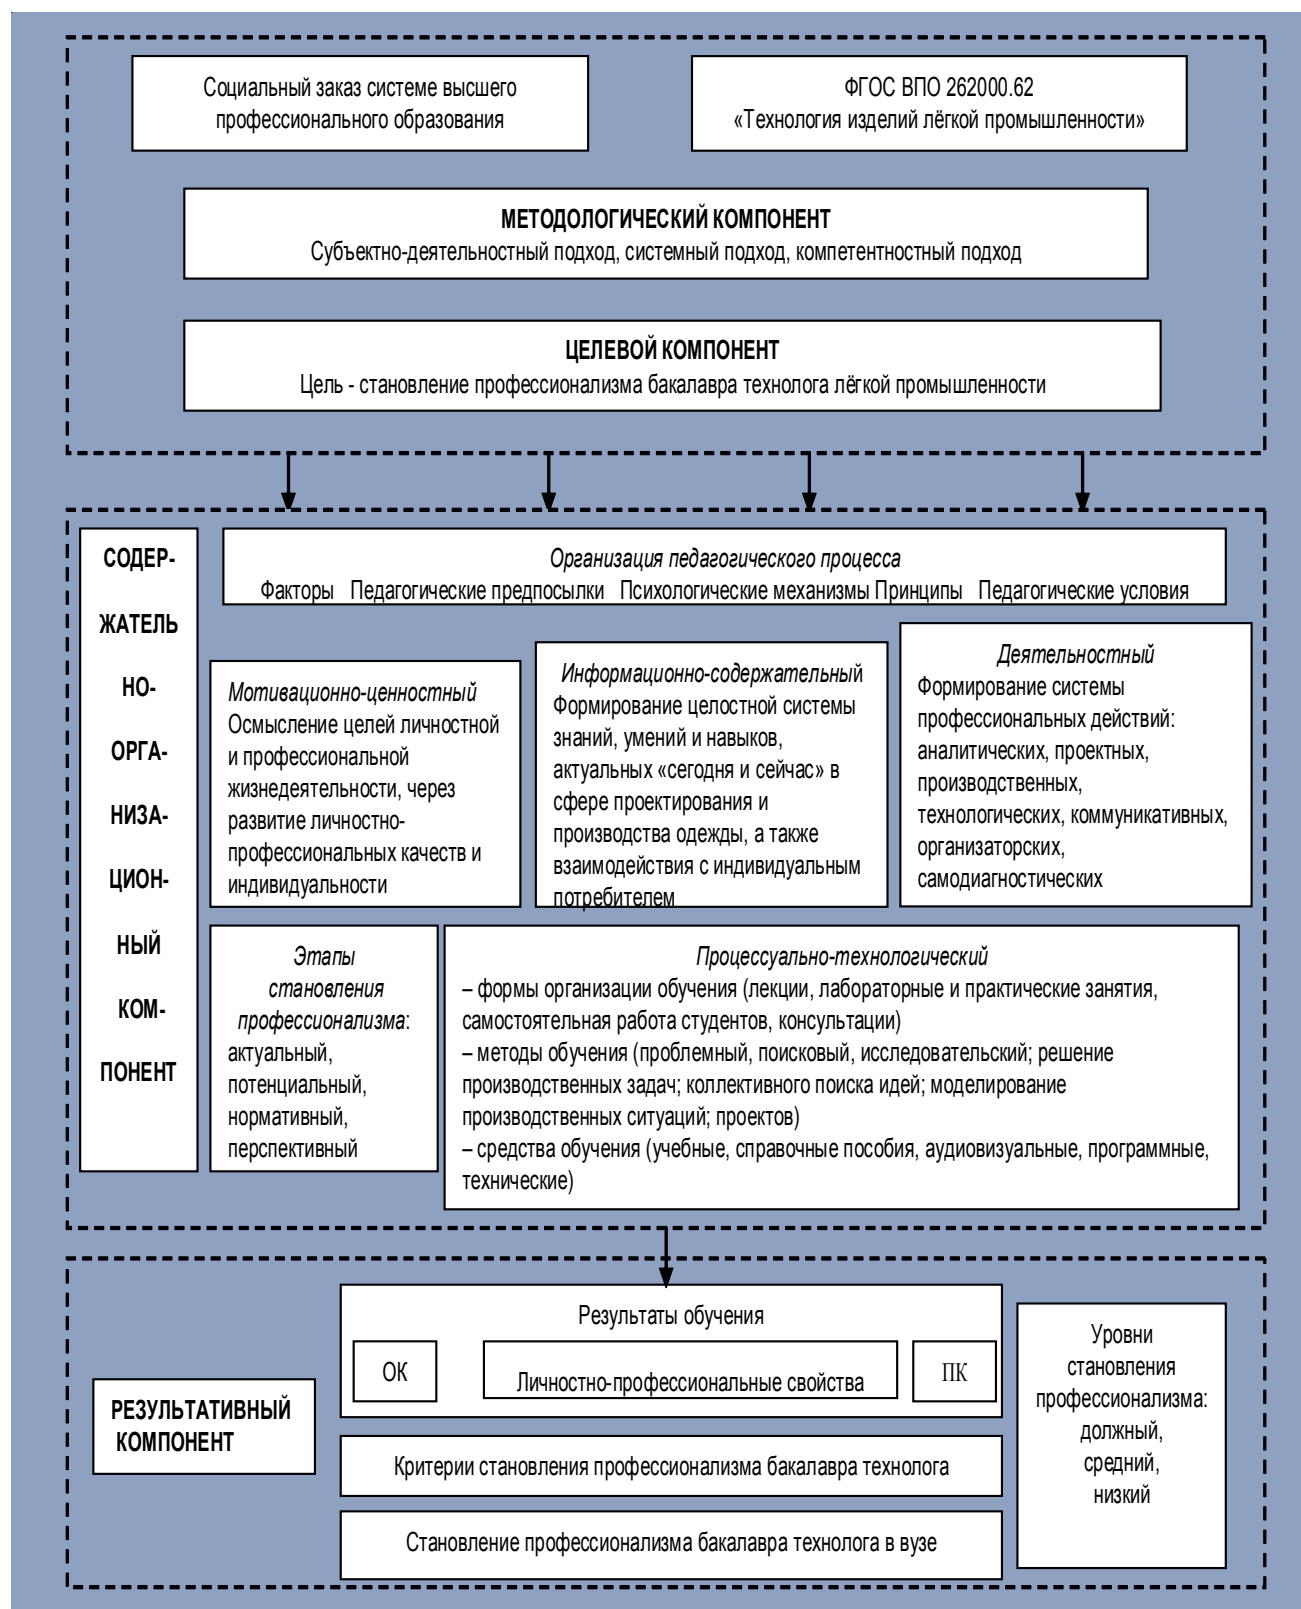 Социальный заказ системе высшего
профессионального образования
ФГОС ВПО 262000.62
«Технология изделий лёгкой промышленности»
МЕТОДОЛОГИЧЕСКИЙ КОМПОНЕНТ
Субъектно-деятельностный подход, системный подход, компетентностный подход
ЦЕЛЕВОЙ КОМПОНЕНТ
Цель - становление профессионализма бакалавра технолога лёгкой промышленности
СОДЕР-
ЖАТЕЛЬ
НО-
ОРГА-
НИЗА-
ЦИОН-
НЫЙ
КОМ-
ПОНЕНТ
Организация педагогического процесса
Факторы Педагогические предпосылки Психологические механизмы Принципы Педагогические условия
Мотивационно-ценностный
Осмысление целей личностной
и профессиональной
жизнедеятельности, через
развитие личностно-
профессиональных качеств и
индивидуальности
Информационно-содержательный
Формирование целостной системы
знаний, умений и навыков,
актуальных «сегодня и сейчас» в
сфере проектирования и
производства одежды, а также
взаимодействия с индивидуальным
потребителем
Деятельностный
Формирование системы
профессиональных действий:
аналитических, проектных,
производственных,
технологических, коммуникативных,
организаторских,
самодиагностических
Этапы
становления
профессионализма:
актуальный,
потенциальный,
нормативный,
перспективный
Процессуально-технологический
– формы организации обучения (лекции, лабораторные и практические занятия,
самостоятельная работа студентов, консультации)
– методы обучения (проблемный, поисковый, исследовательский; решение
производственных задач; коллективного поиска идей; моделирование
производственных ситуаций; проектов)
– средства обучения (учебные, справочные пособия, аудиовизуальные, программные,
технические)
РЕЗУЛЬТАТИВНЫЙ
КОМПОНЕНТ
Результаты обучения
ОК
Личностно-профессиональные свойства
ПК
Критерии становления профессионализма бакалавра технолога
Становление профессионализма бакалавра технолога в вузе
Уровни
становления
профессионализма:
должный,
средний,
низкий